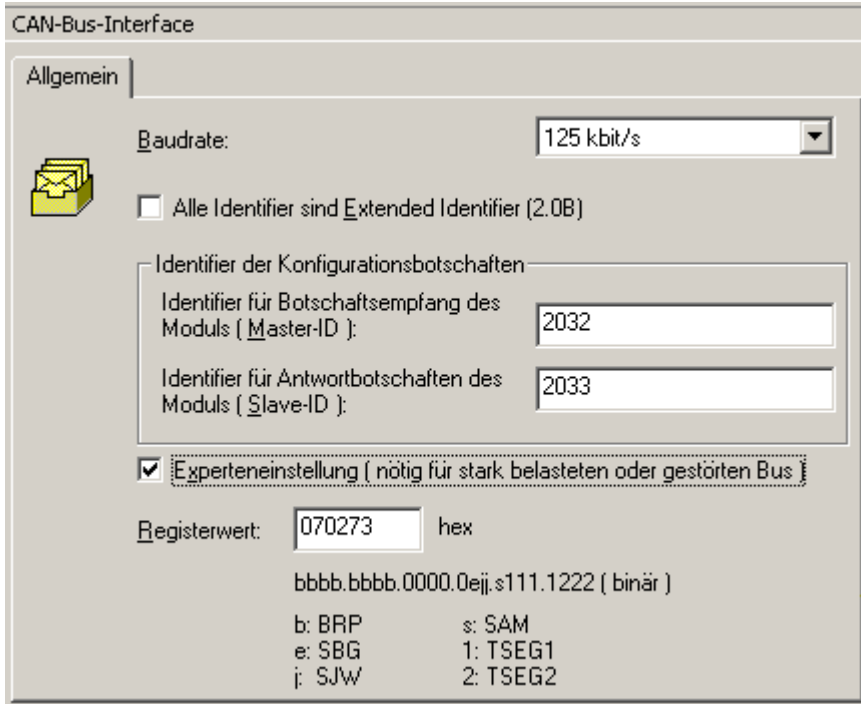 CAN-Bus-Interface
Allgemein
Baudrate:
125 kbit/s
Alle Identifier sind Extended Identifier (2.0B)
Identifier der Konfigurationsbotschaften
Identifier für Botschaftsempfang des
Moduls ( Master-ID ):
2032
Identifier für Antwortbotschaften des
Moduls ( Slave-ID ):
2033
Experteneinstellung ( nötig für stark belasteten oder gestörten Bus )
Registerwert:
070273
hex
bbbb.bbbb.0000.0ejj.s111.1222 ( binär )
b: BRP
s: SAM
e: SBG
1: TSEG1
j: SJW
2: TSEG2